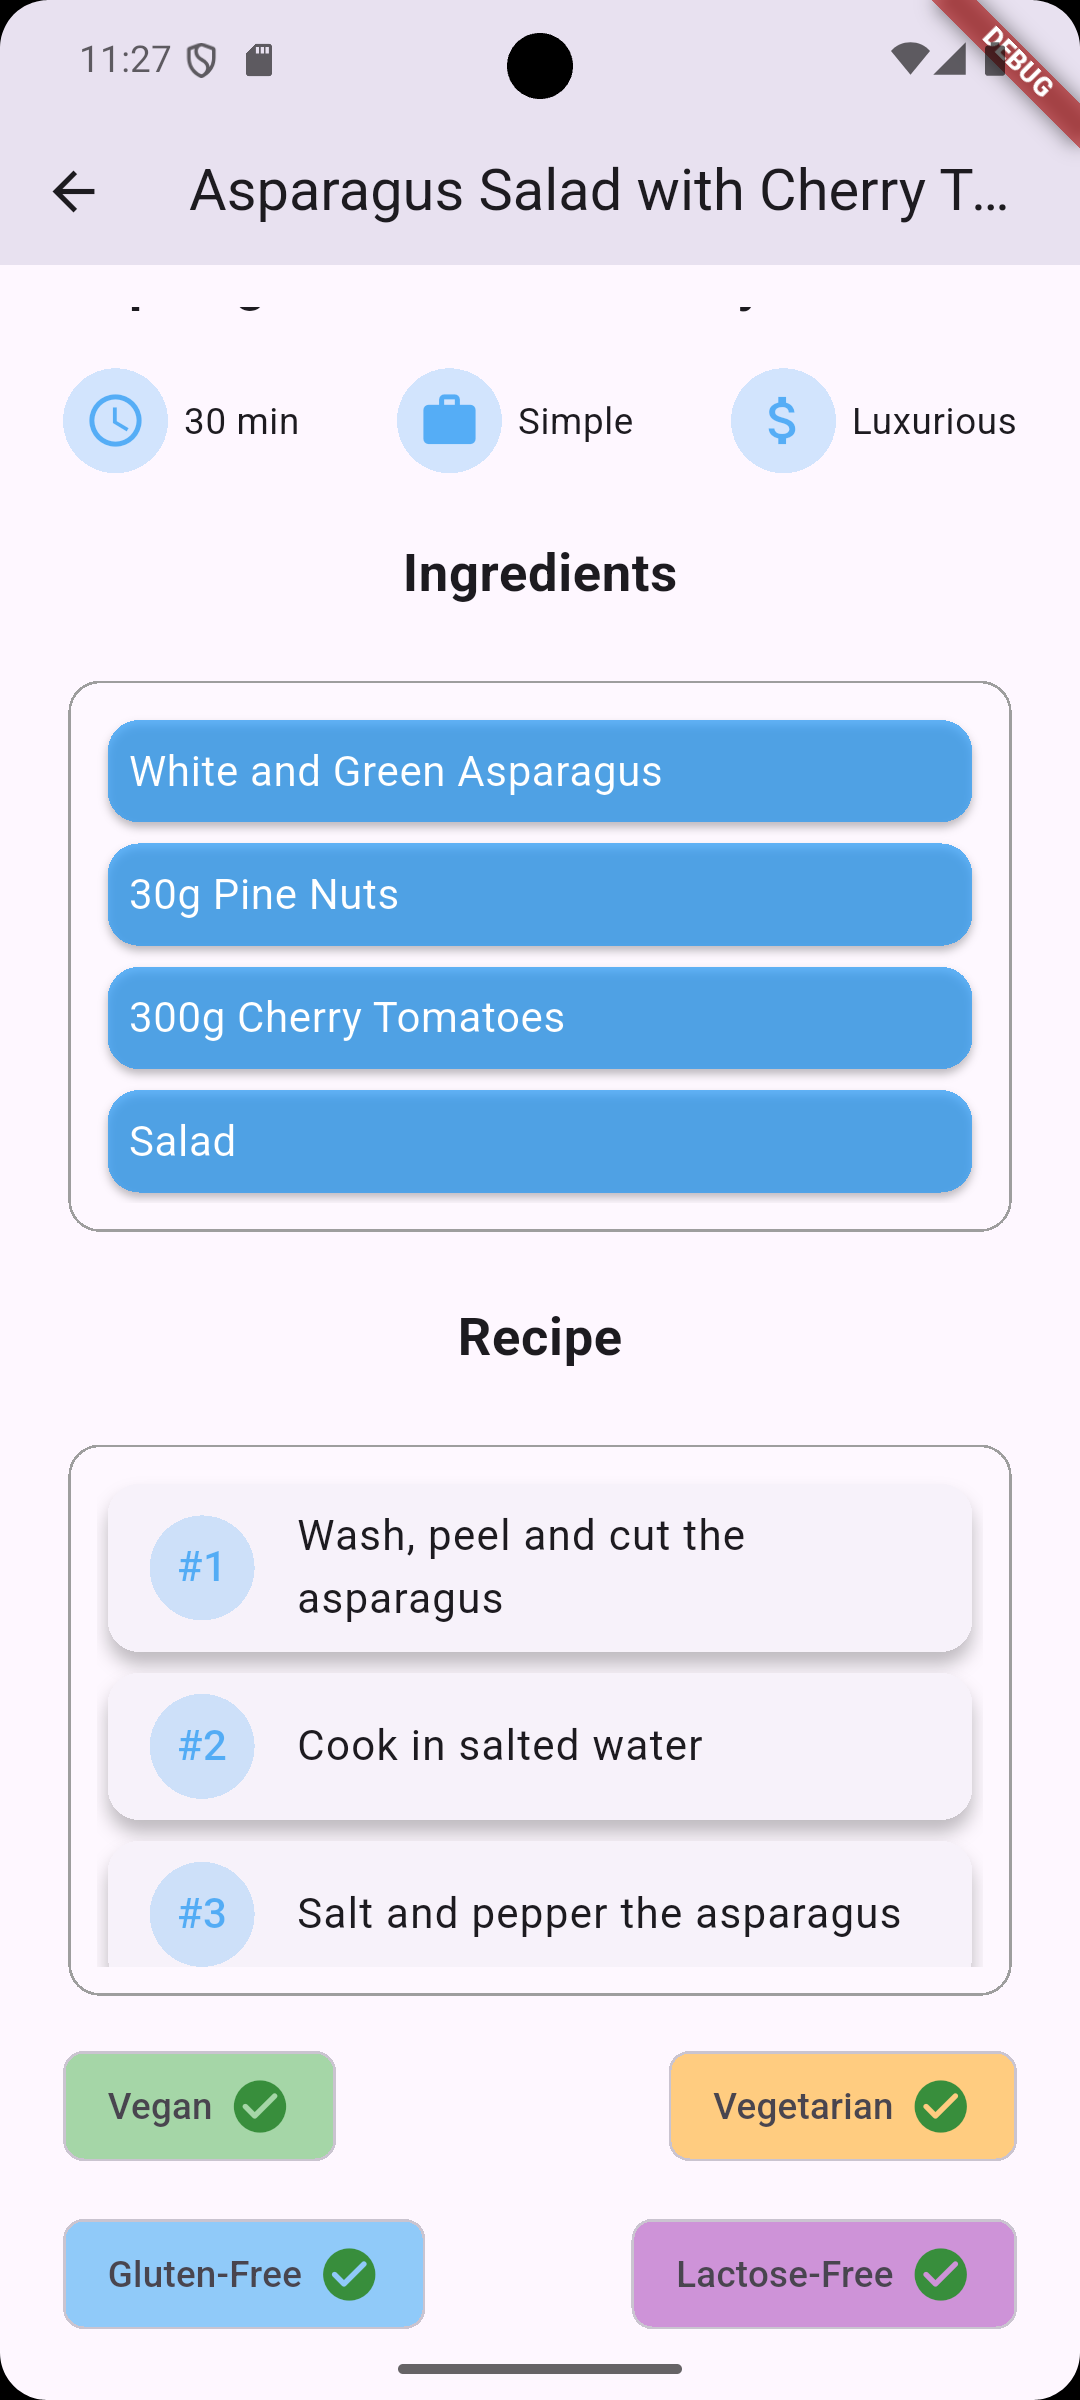 11:27
DEBUG
Asparagus Salad with Cherry T...
30 min
Simple
Luxurious
Ingredients
White and Green Asparagus
30g Pine Nuts
300g Cherry Tomatoes
Salad
Recipe
#1
Wash, peel and cut the
asparagus
#2
Cook in salted water
#3
Salt and pepper the asparagus
Vegan
Vegetarian
Gluten-Free
Lactose-Free